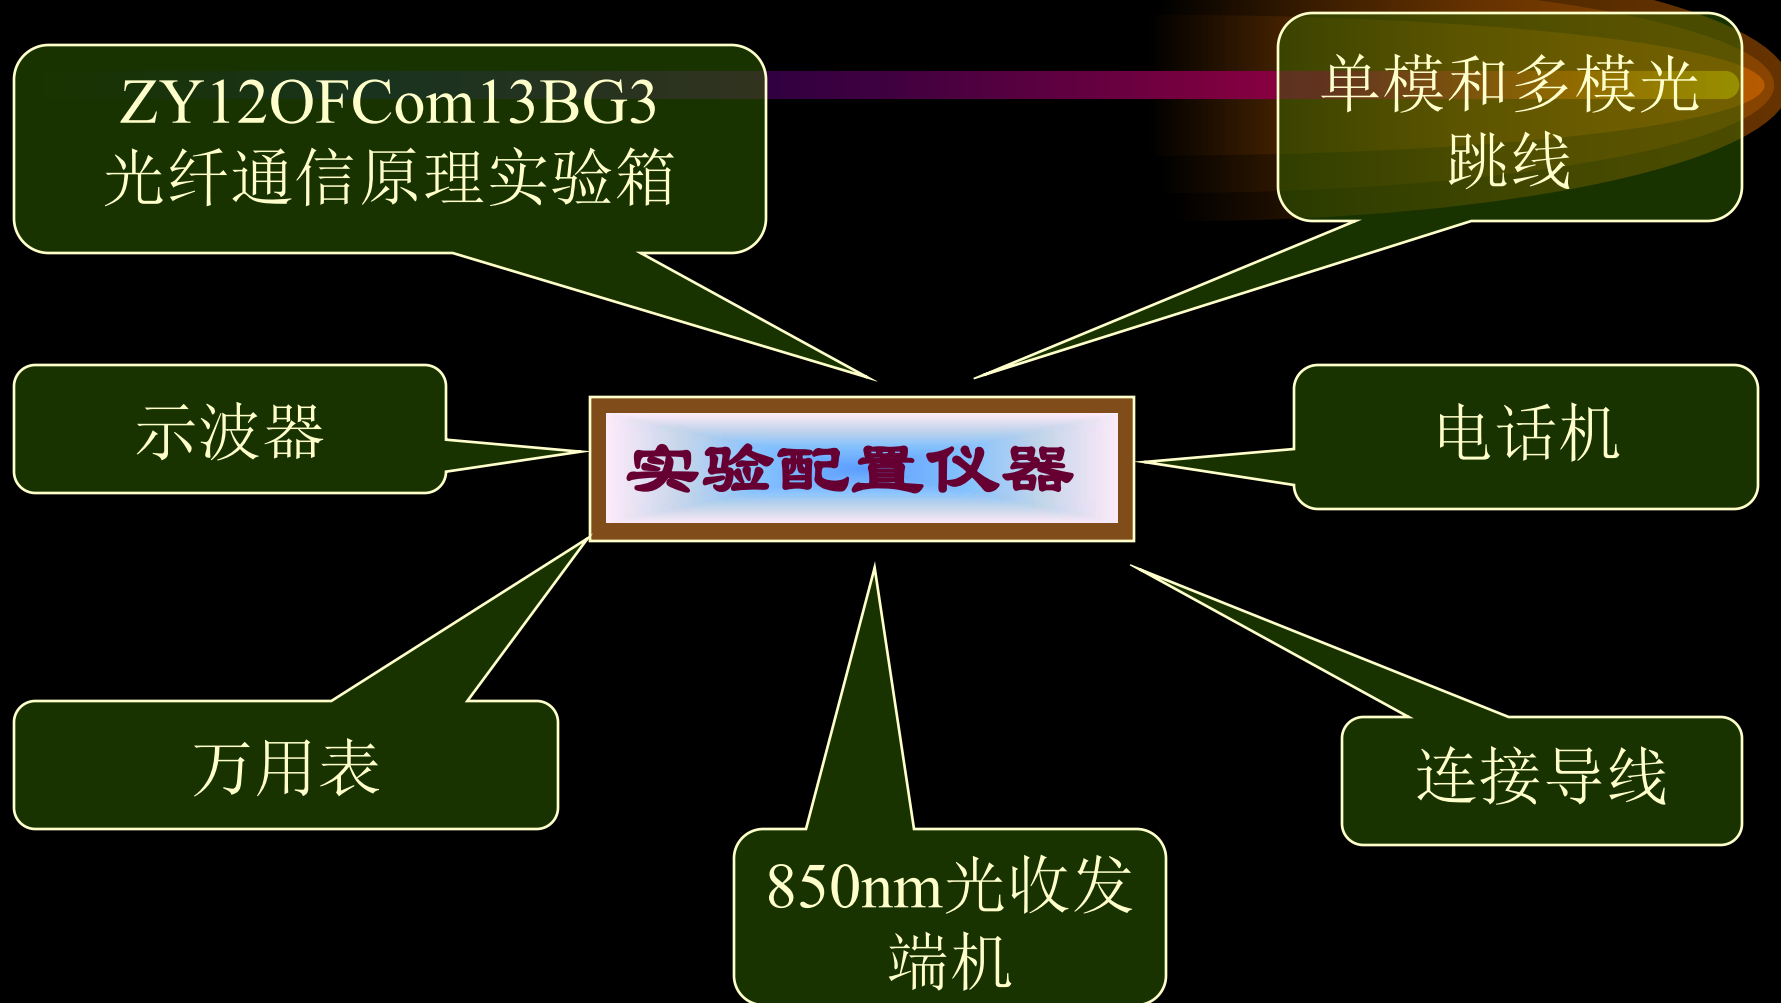 ZY12OFCom13BG3
光纤通信原理实验箱
单模和多模光
跳线
示波器
实验配置仪器
电话机
万用表
连接导线
850nm光收发
端机